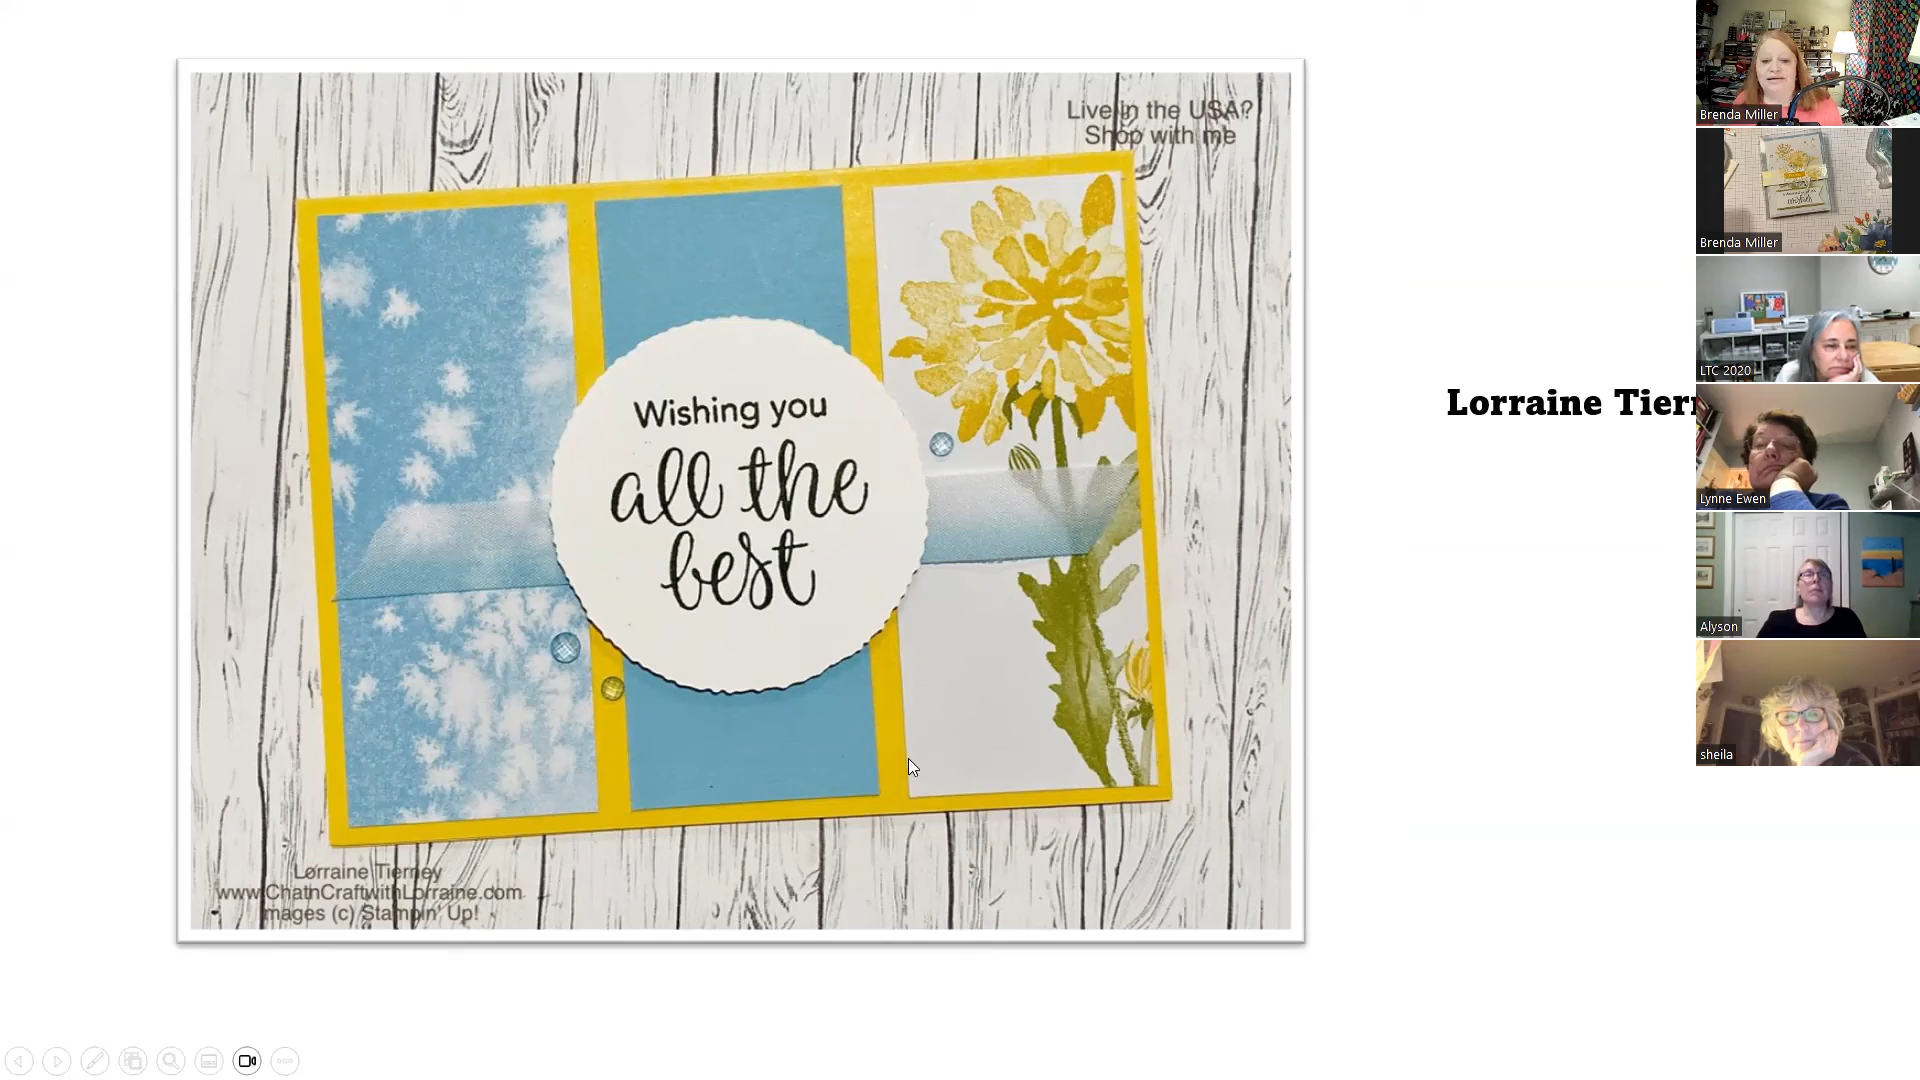 Live in the USA?
Shop with me
Wishing you
all the
best
Lorraine Tierney
www.ChatnCraftwithLorraine.com
Images (c) Stampin' Up!
Lorraine Tier
Brenda Miller
Brenda Miller
LTC 2020
Lynne Ewen
Alyson
sheila